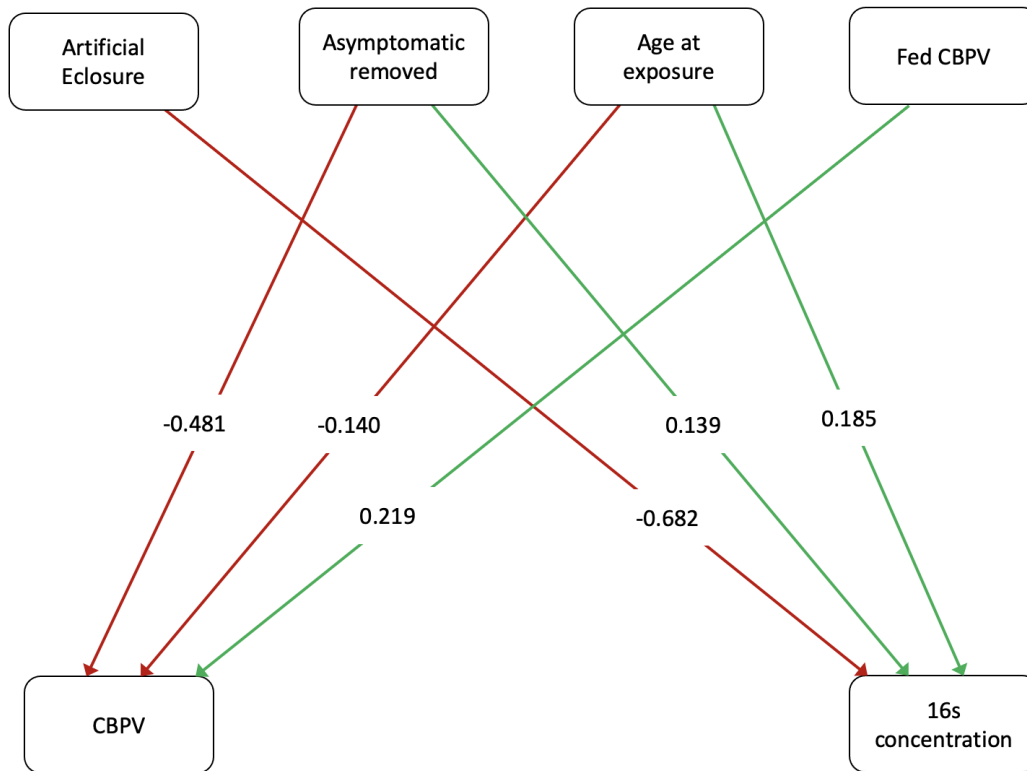 Artificial
Eclosure
Asymptomatic
removed
Age at
exposure
Fed CBPV
-0.481
-0.140
0.139
0.185
0.219
-0.682
CBPV
16s
concentration